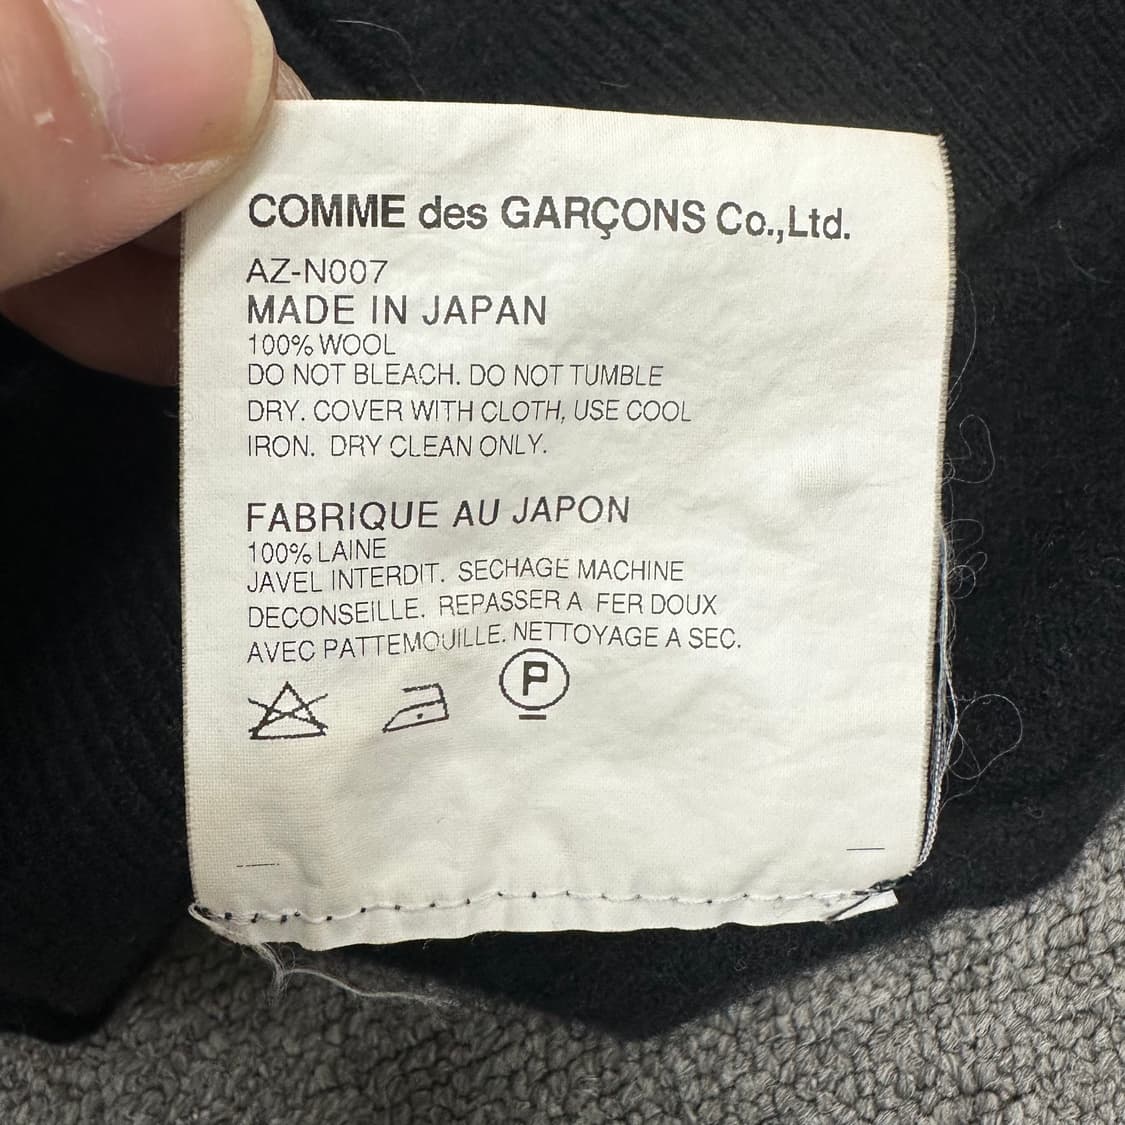 COMME des GARÇONS Co.,Ltd.
AZ-N007
MADE IN JAPAN
100% WOOL
DO NOT BLEACH. DO NOT TUMBLE
DRY. COVER WITH CLOTH, USE COOL
IRON. DRY CLEAN ONLY.
FABRIQUE AU JAPON
100% LAINE
JAVEL INTERDIT. SECHAGE MACHINE
DECONSEILLE. REPASSER A FER DOUX
AVEC PATTEMOUILLE. NETTOYAGE A SEC.
P